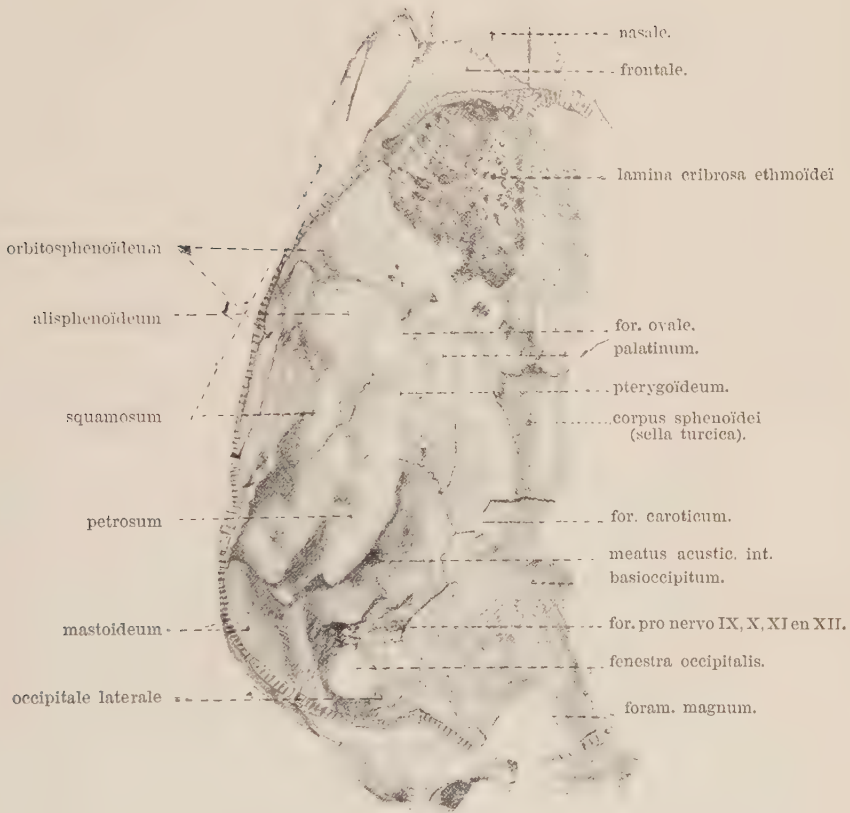 nasale.
frontale.
lamina cribrosa ethmoïdeï
orbitosphenoïdeum
alisphenoïdeum
for. ovale.
palatinum.
pterygoïdeum.
squamosum
corpus sphenoïdei
(sella turcica).
petrosum
for. caroticum.
meatus acustic. int.
basioccipitum.
mastoideum
for. pro nervo IX, X, XI en XII.
fenestra occipitalis.
occipitale laterale
foram. magnum.